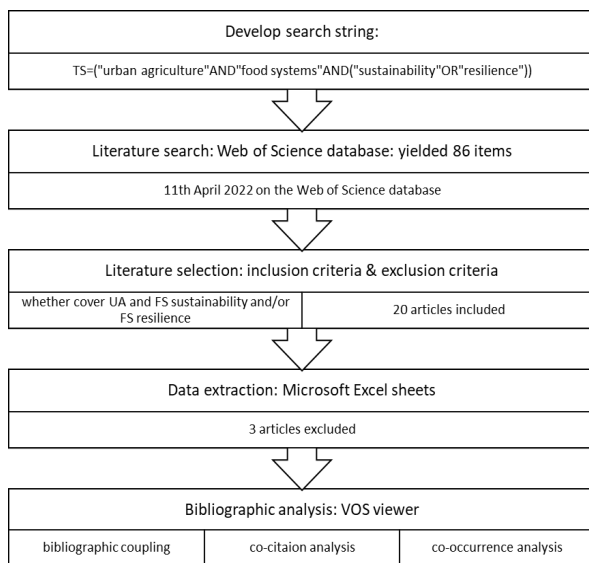 Develop search string:
TS=("urban agriculture"AND"food systems"AND("sustainability"OR"resilience"))
Literature search: Web of Science database: yielded 86 items
11th April 2022 on the Web of Science database
Literature selection: inclusion criteria & exclusion criteria
whether cover UA and FS sustainability and/or
FS resilience
20 articles included
Data extraction: Microsoft Excel sheets
3 articles excluded
Bibliographic analysis: VOS viewer
bibliographic coupling
co-citaion analysis
co-occurrence analysis